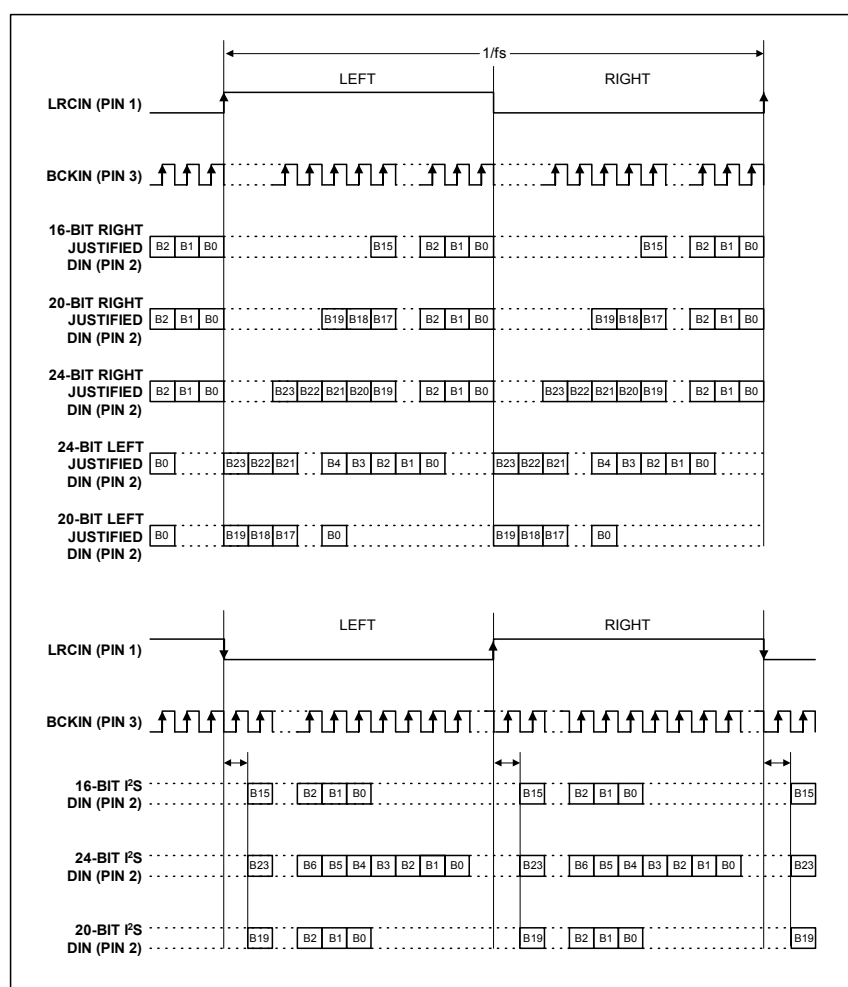 1/fs
LEFT RIGHT
LRCIN (PIN 1)
BCKIN (PIN 3)
16-BIT RIGHT
JUSTIFIED
DIN (PIN 2)
B2 B1 B0 B15 B2 B1 B0 B15 B2 B1 B0
20-BIT RIGHT
JUSTIFIED
DIN (PIN 2)
B2 B1 B0 B19 B18 B17 B2 B1 B0 B19 B18 B17 B2 B1 B0
24-BIT RIGHT
JUSTIFIED
DIN (PIN 2)
B2 B1 B0 B23 B22 B21 B20 B19 B2 B1 B0 B23 B22 B21 B20 B19 B2 B1 B0
24-BIT LEFT
JUSTIFIED
DIN (PIN 2)
B0 B23 B22 B21 B4 B3 B2 B1 B0 B23 B22 B21 B4 B3 B2 B1 B0
20-BIT LEFT
JUSTIFIED
DIN (PIN 2)
B0 B19 B18 B17 B0 B19 B18 B17 B0
LEFT RIGHT
LRCIN (PIN 1)
BCKIN (PIN 3)
16-BIT I²S
DIN (PIN 2)
B15 B2 B1 B0 B15 B2 B1 B0 B15
24-BIT I²S
DIN (PIN 2)
B23 B6 B5 B4 B3 B2 B1 B0 B23 B6 B5 B4 B3 B2 B1 B0 B23
20-BIT I²S
DIN (PIN 2)
B19 B2 B1 B0 B19 B2 B1 B0 B19